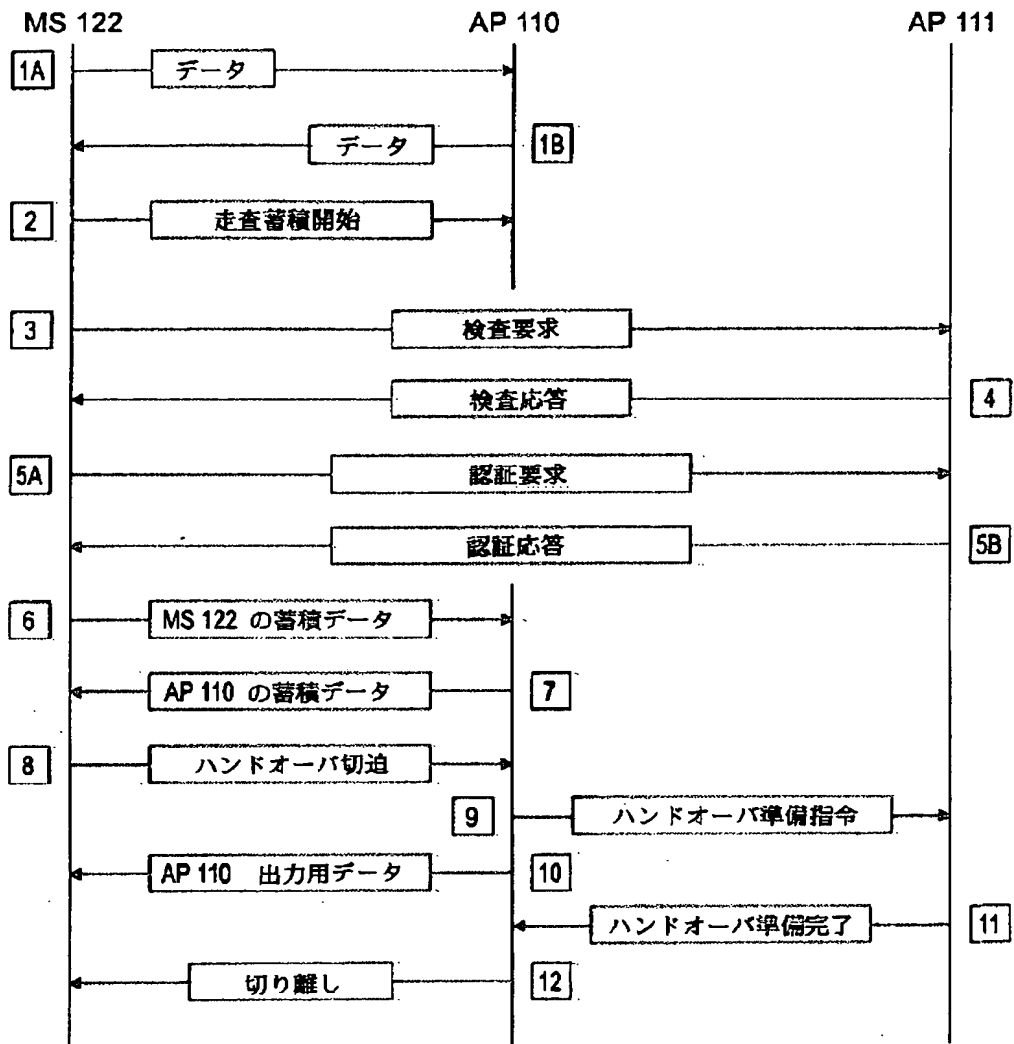 MS 122 AP 110 AP 111
1A データ
データ 1B
2 走査蓄積開始
3 検査要求
検査応答 4
5A 認証要求
認証応答 5B
6 MS 122 の蓄積データ
AP 110 の蓄積データ 7
8 ハンドオーバ切迫
9 ハンドオーバ準備指令
AP 110 出力用データ 10
ハンドオーバ準備完了 11
切り離し 12